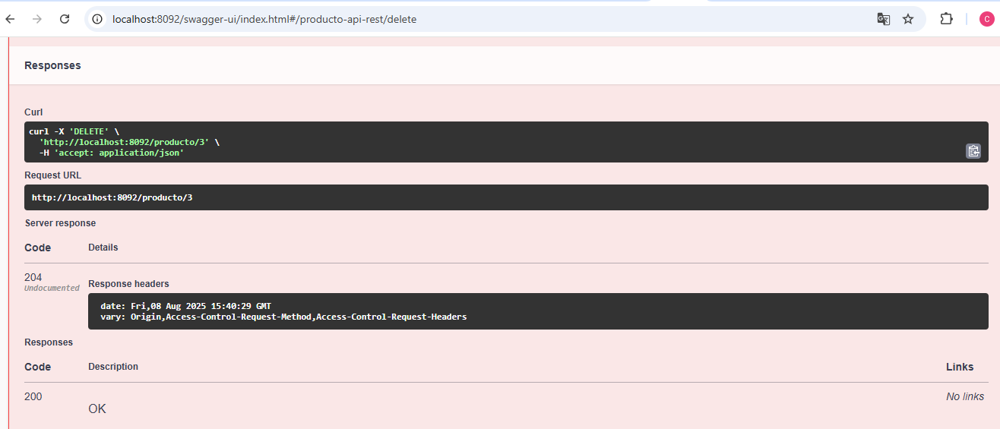 localhost:8092/swagger-ui/index.html#/producto-api-rest/delete
C
Responses
Curl
curl -X 'DELETE' \
'http://localhost:8092/producto/3' \
-H 'accept: application/json'
Request URL
http://localhost:8092/producto/3
Server response
Code Details
204
Undocumented
Response headers
date: Fri,08 Aug 2025 15:40:29 GMT
vary: Origin,Access-Control-Request-Method,Access-Control-Request-Headers
Responses
Code Description Links
200 No links
OK